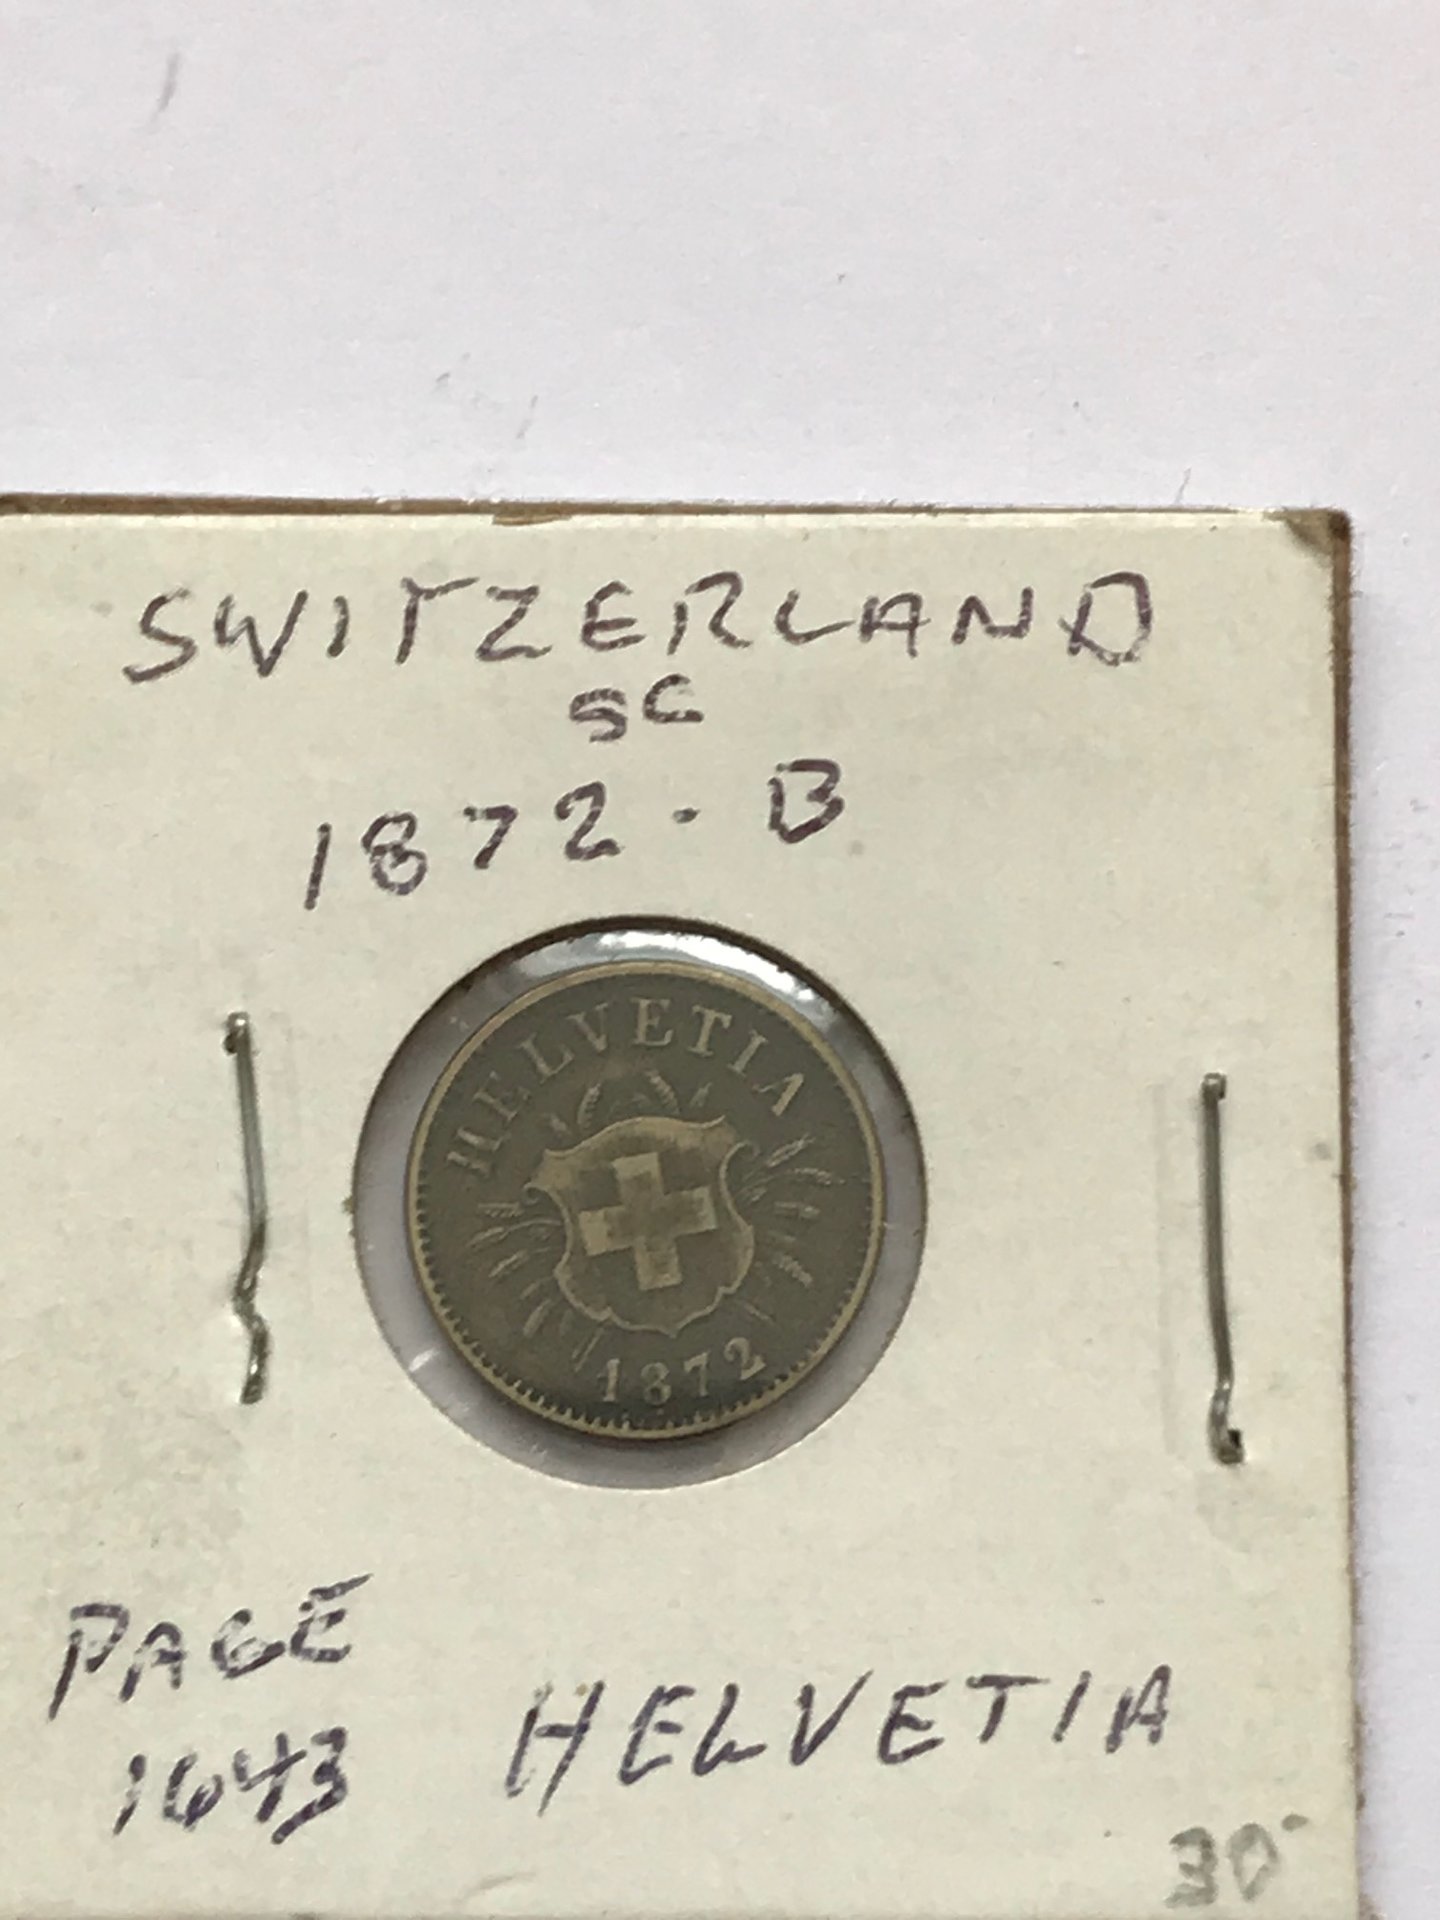 SWITZERLAND
5C
1872 - B
HELVETIA
1872
PAGE
1643
HELVETIA
30